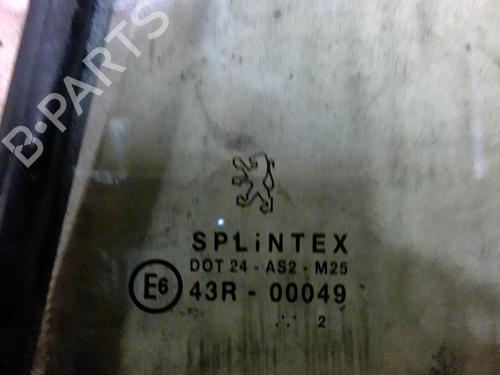 B·PARTS
SPLiNTEX
DOT 24 - AS2 - M25
E6 43R - 00049
.:. 2